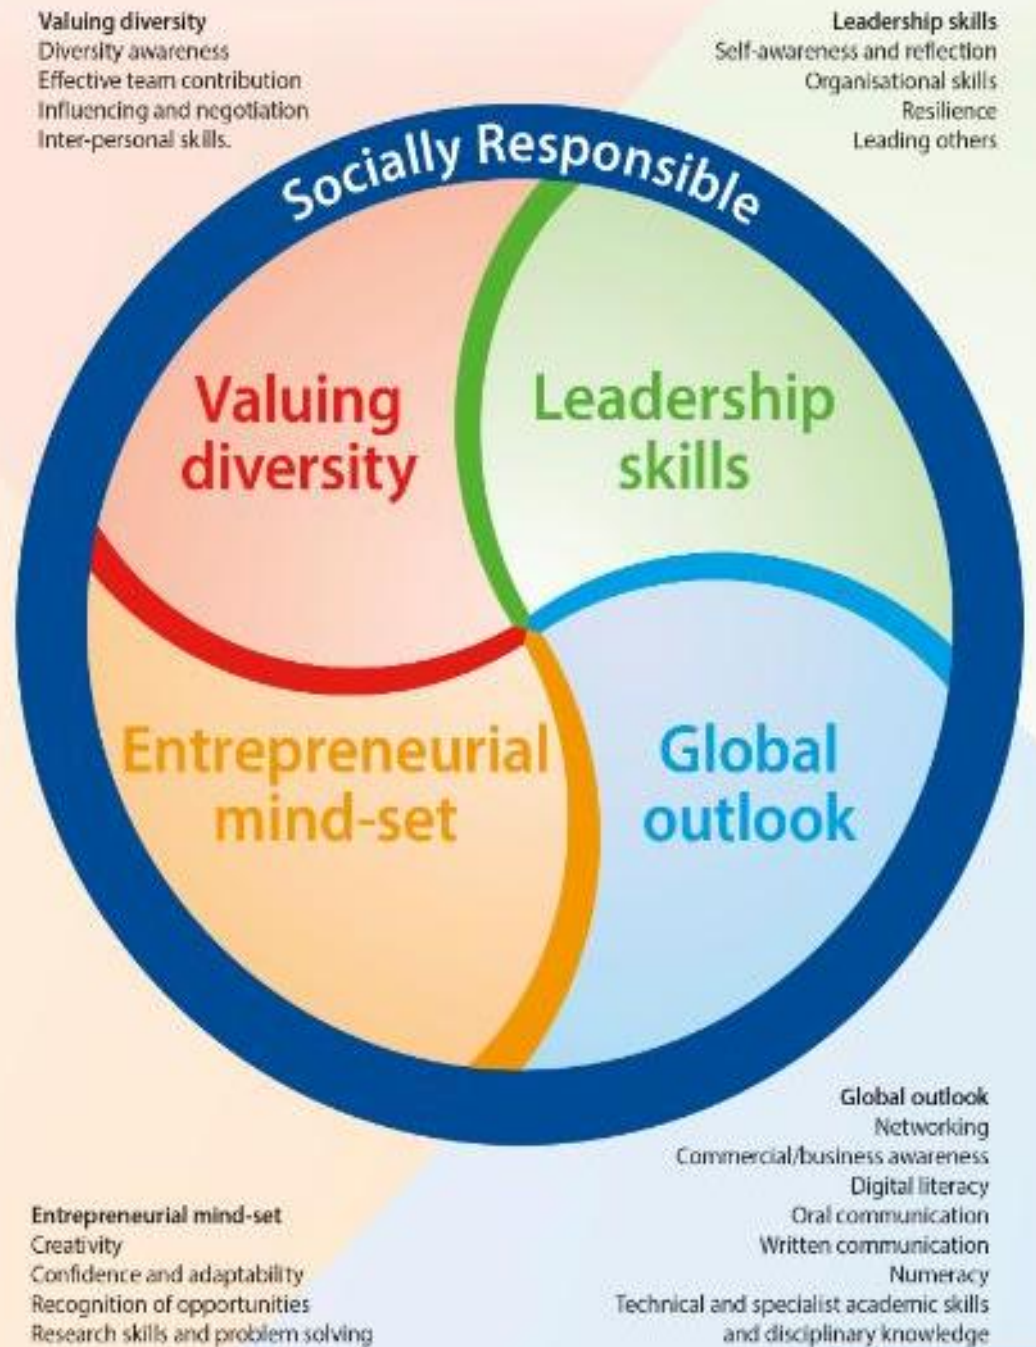 Valuing diversity
Diversity awareness
Effective team contribution
Influencing and negotiation
Inter-personal skills.
Leadership skills
Self-awareness and reflection
Organisational skills
Resilience
Leading others
Socially Responsible
Valuing
diversity
Leadership
skills
Entrepreneurial
mind-set
Global
outlook
Entrepreneurial mind-set
Creativity
Confidence and adaptability
Recognition of opportunities
Research skills and problem solving
Global outlook
Networking
Commercial/business awareness
Digital literacy
Oral communication
Written communication
Numeracy
Technical and specialist academic skills
and disciplinary knowledge